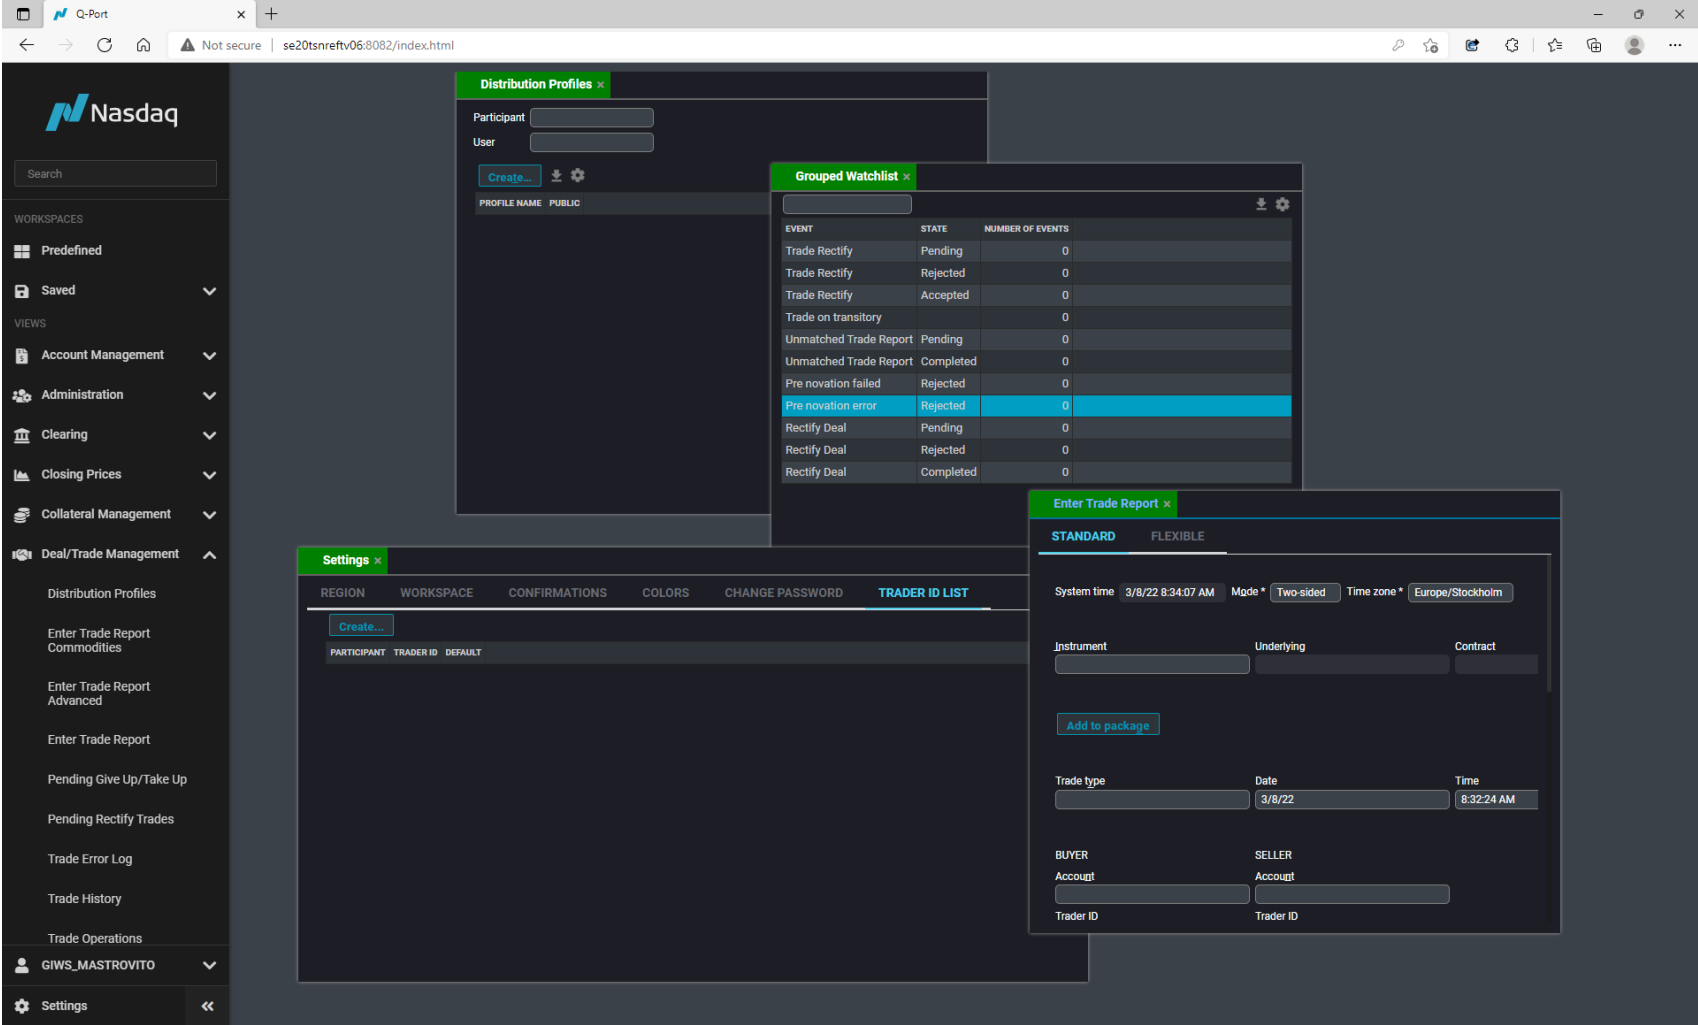 Q-Port
Not secure se20tsnreftv06:8082/index.html
Nasdaq
Search
WORKSPACES
Predefined
Saved
VIEWS
Account Management
Administration
Clearing
Closing Prices
Collateral Management
Deal/Trade Management
Distribution Profiles
Enter Trade Report
Commodities
Enter Trade Report
Advanced
Enter Trade Report
Pending Give Up/Take Up
Pending Rectify Trades
Trade Error Log
Trade History
Trade Operations
GIWS_MASTROVITO
Settings
Distribution Profiles
Participant
User
Create...
PROFILE NAME PUBLIC
Grouped Watchlist
EVENT STATE NUMBER OF EVENTS
Trade Rectify Pending 0
Trade Rectify Rejected 0
Trade Rectify Accepted 0
Trade on transitory 0
Unmatched Trade Report Pending 0
Unmatched Trade Report Completed 0
Pre novation failed Rejected 0
Pre novation error Rejected 0
Rectify Deal Pending 0
Rectify Deal Rejected 0
Rectify Deal Completed 0
Settings
REGION WORKSPACE CONFIRMATIONS COLORS CHANGE PASSWORD TRADER ID LIST
Create...
PARTICIPANT TRADER ID DEFAULT
Enter Trade Report
STANDARD FLEXIBLE
System time 3/8/22 8:34:07 AM Mode * Two-sided Time zone * Europe/Stockholm
Instrument Underlying Contract
Add to package
Trade type Date Time
3/8/22 8:32:24 AM
BUYER SELLER
Account Account
Trader ID Trader ID